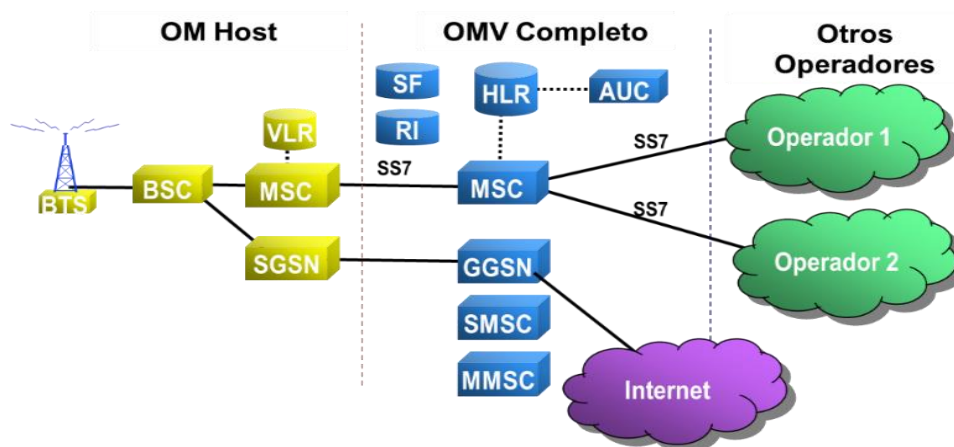 OM Host
OMV Completo
Otros
Operadores
SF
HLR
AUC
RI
VLR
BTS
BSC
MSC
SS7
MSC
SS7
SS7
Operador 1
SGSN
GGSN
Operador 2
SMSC
MMSC
Internet